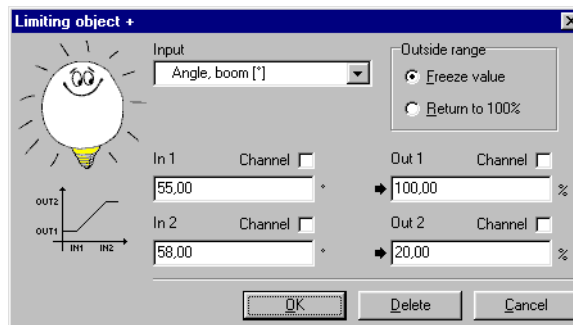 Limiting object +
Input
Angle, boom [°]
Outside range
Freeze value
Return to 100%
In 1 Channel
Out 1 Channel
55,00 °
100,00 %
In 2 Channel
Out 2 Channel
58,00 °
20,00 %
OUT2
OUT1
IN1 IN2
OK Delete Cancel